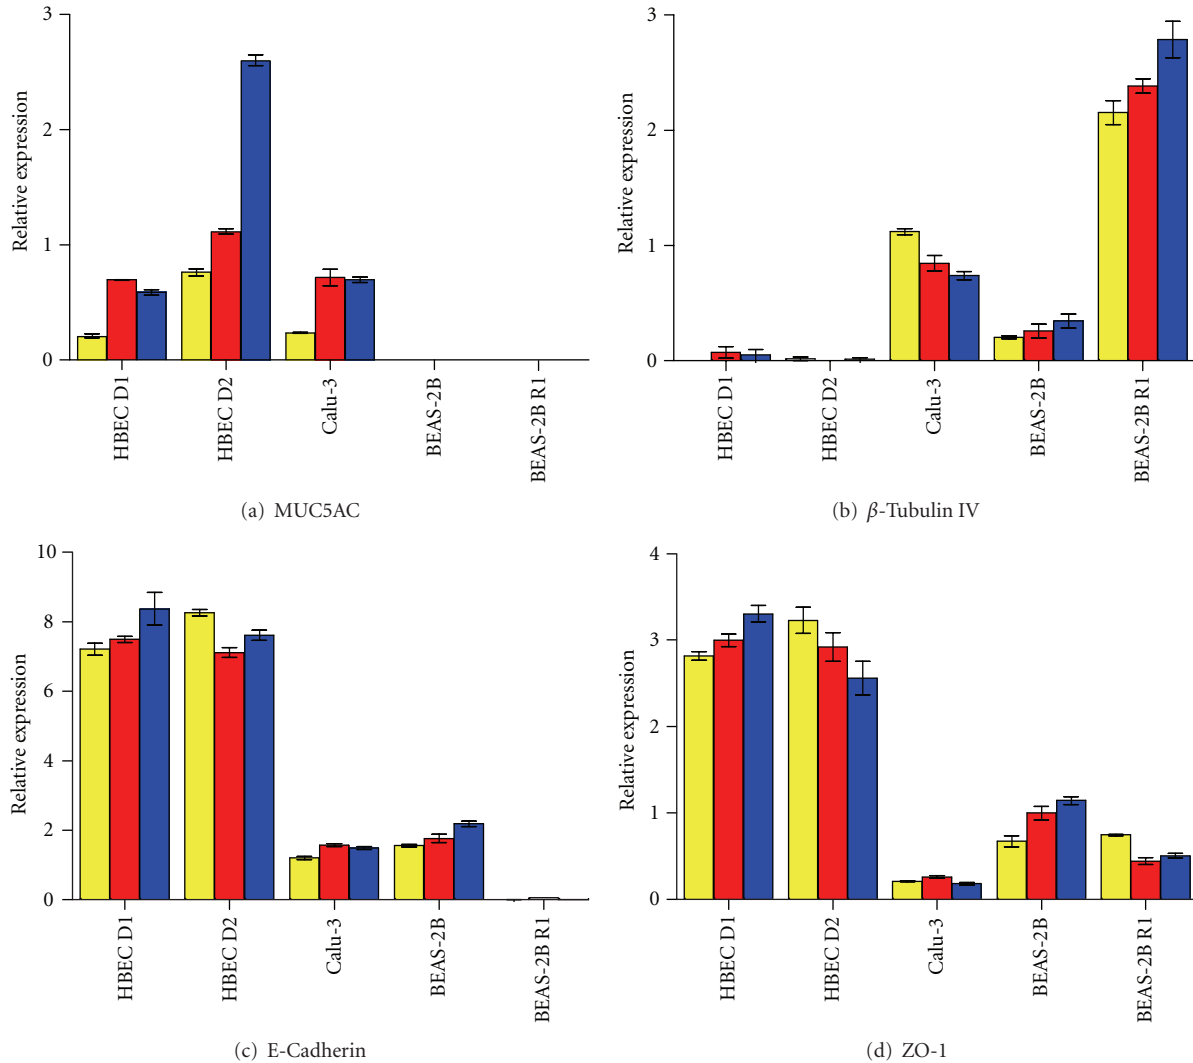 3
2
1
0
Relative expression
HBEC D1
HBEC D2
Calu-3
BEAS-2B
BEAS-2B R1
(a) MUC5AC
3
2
1
0
Relative expression
HBEC D1
HBEC D2
Calu-3
BEAS-2B
BEAS-2B R1
(b) β-Tubulin IV
10
8
6
4
2
0
Relative expression
HBEC D1
HBEC D2
Calu-3
BEAS-2B
BEAS-2B R1
(c) E-Cadherin
4
3
2
1
0
Relative expression
HBEC D1
HBEC D2
Calu-3
BEAS-2B
BEAS-2B R1
(d) ZO-1